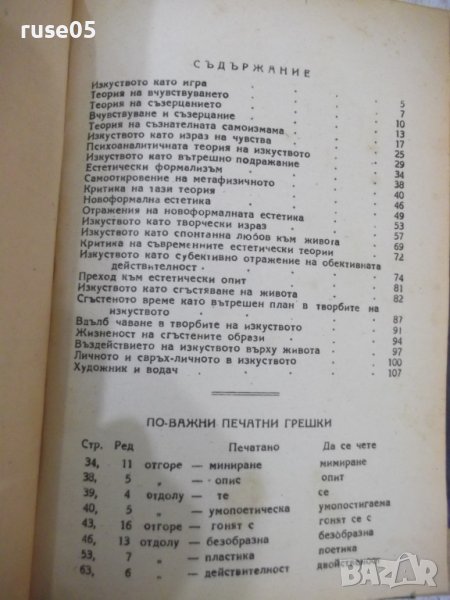 ruse05
СЪДЪРЖАНИЕ
Изкуството като игра . . . . 5
Теория на вчувствуването . . . . 7
Теория на съзерцанието . . . . 10
Вчувствуване и съзерцание . . . . 13
Теория на съзнателната самоизмама . . . 17
Изкуството като израз на чувства . . . 25
Психоаналитичната теория на изкуството . . 29
Изкуството като вътрешно подражание . . 34
Естетически формализъм . . . . 38
Самооткровение на метафизичното . . . 40
Критика на тази теория . . . . 46
Новоформална естетика . . . . 49
Отражения на новоформалната естетика . . 53
Изкуството като творчески израз . . . 57
Изкуството като спонтанна любов към живота . 69
Критика на съвременните естетически теории . 72
Изкуството като субективно отражение на обективната
действителност . . . . 74
Преход към естетически опит . . . 81
Изкуството като сгъстяване на живота . . 82
Сгъстено време като вътрешен план в творбите на
изкуството . . . . 87
Вдълб чаване в творбите на изкуството . . 91
Жизненост на сгъстените образи . . . 94
Въздействието на изкуството върху живота . . 97
Личното и свръх-личното в изкуството . . 100
Художник и водач . . . . 107
ПО-ВАЖНИ ПЕЧАТНИ ГРЕШКИ
Стр. Ред Печатано Да се чете
34, 11 отгоре — миниране мимиране
38, 5 „ — опис опит
39, 4 отдолу — те се
40, 5 „ — умопоетическа умопостигаема
43, 16 отгоре — гонят с гонят се с
46, 13 отдолу — безобразна безобразна
53, 7 „ — пластика поетика
63, 6 „ — действителност двойственост
BAZAR